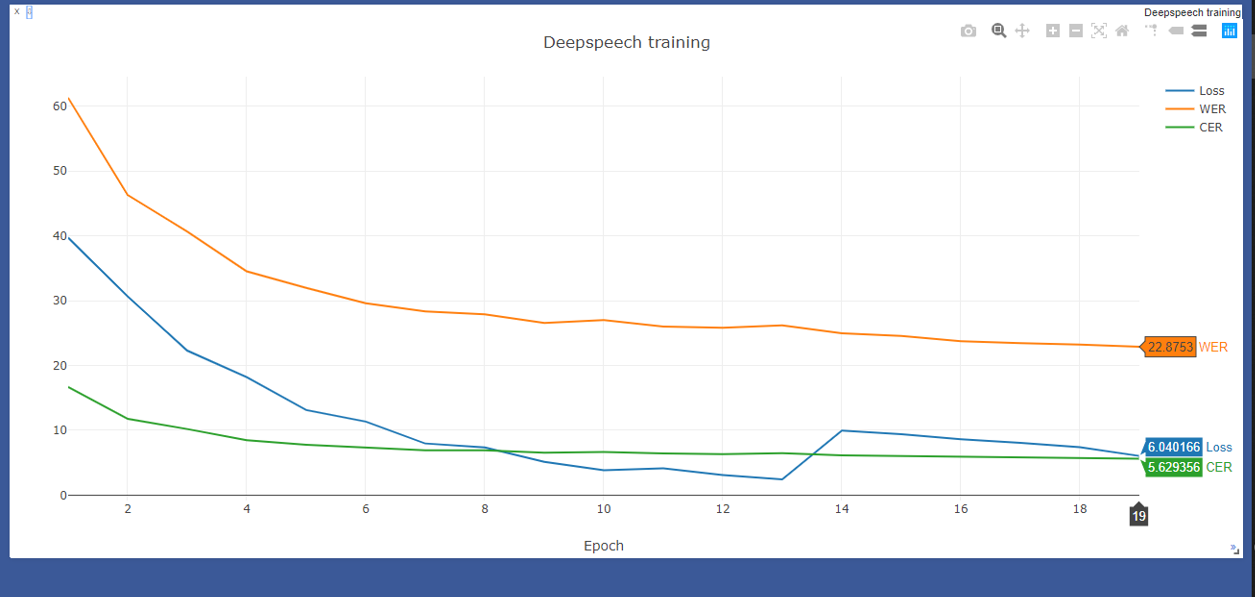 x
Deepspeech training
Deepspeech training
Loss
WER
CER
60
50
40
30
20
10
0
22.8753 WER
6.040166 Loss
5.629356 CER
2 4 6 8 10 12 14 16 18 19
Epoch